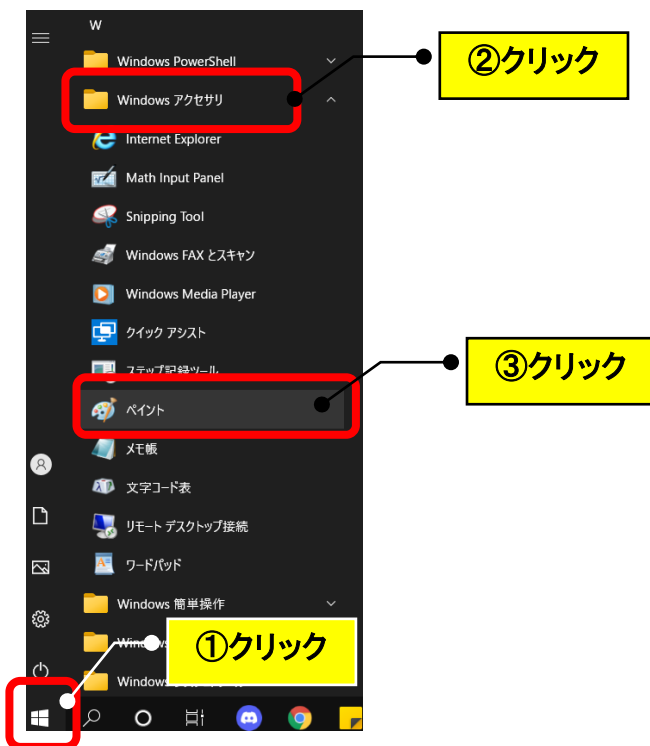 W
Windows PowerShell
②クリック
Windows アクセサリ
Internet Explorer
Math Input Panel
Snipping Tool
Windows FAX とスキャン
Windows Media Player
クイック アシスト
③クリック
ステップ記録ツール
ペイント
メモ帳
文字コード表
リモート デスクトップ接続
ワードパッド
Windows 簡単操作
①クリック
Windows